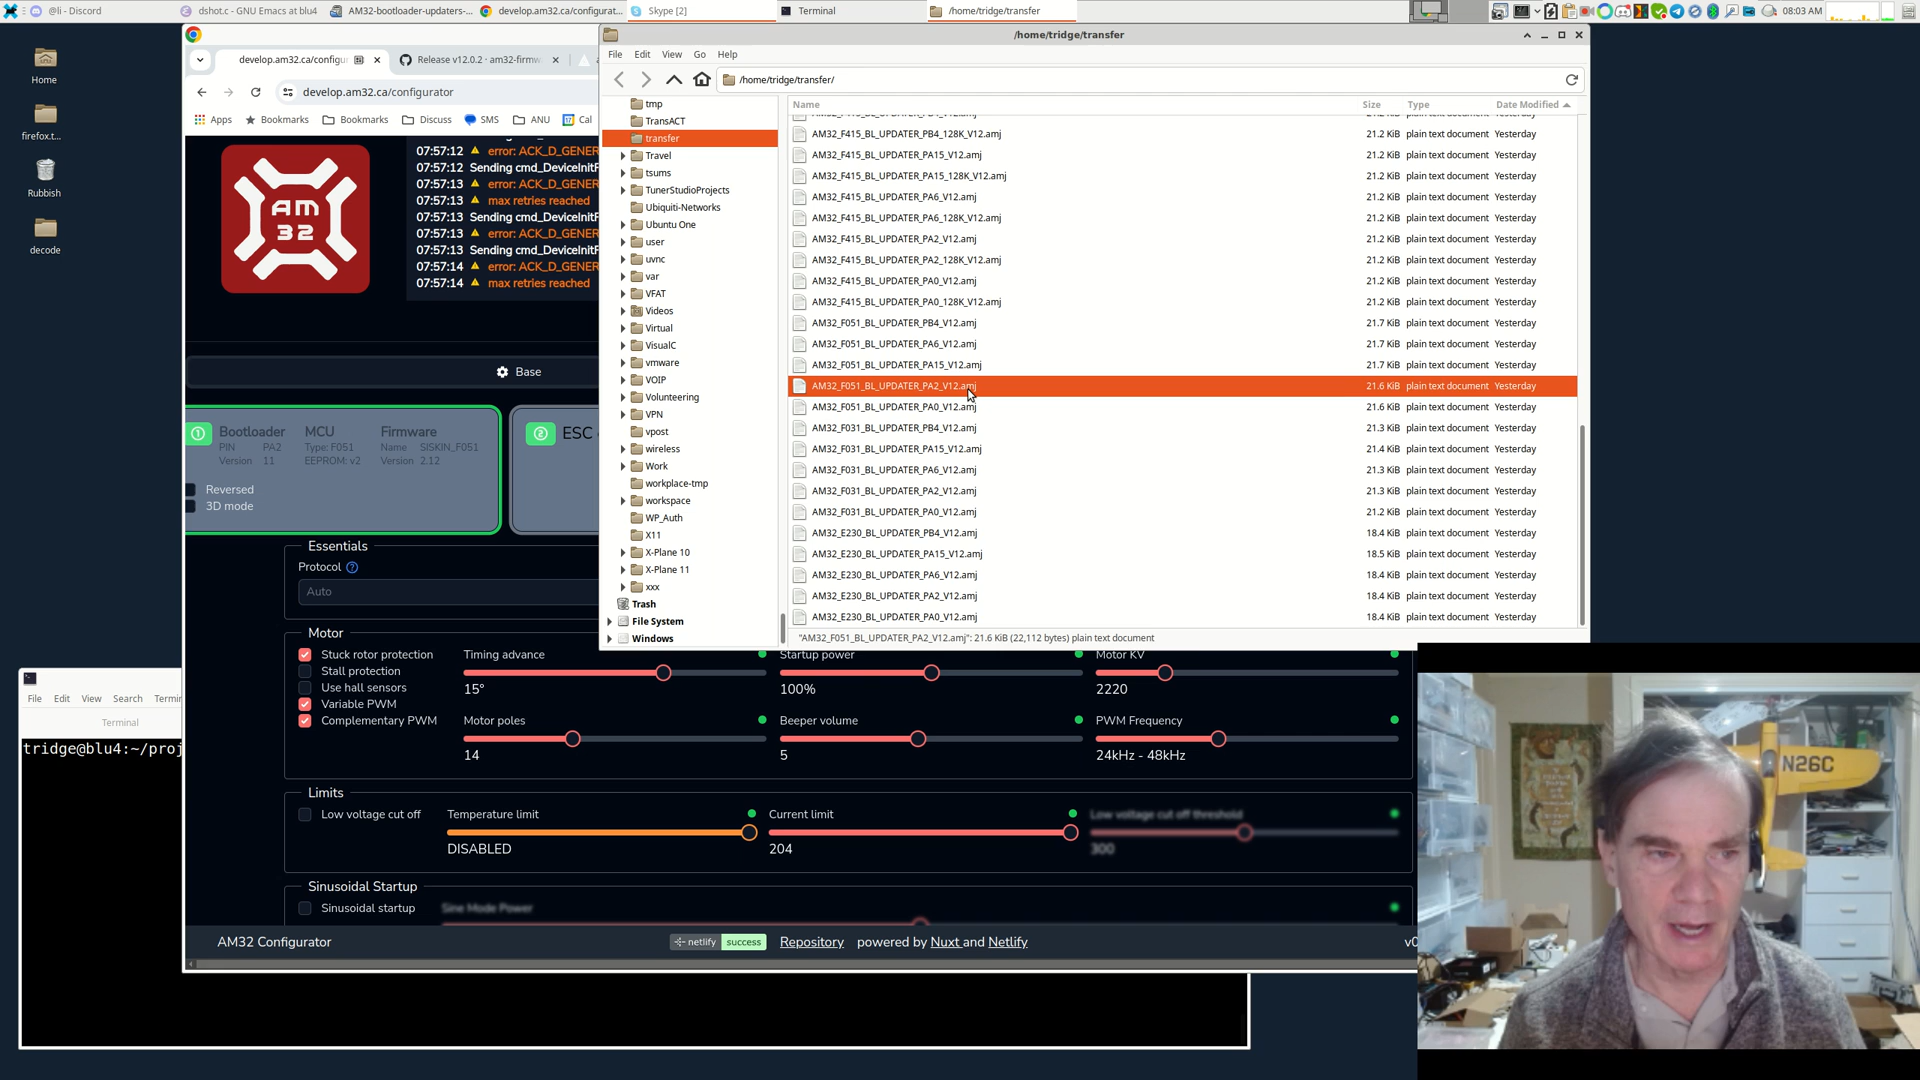 @li - Discord
dshot.c - GNU Emacs at blu4
AM32-bootloader-updaters-...
develop.am32.ca/configurat...
Skype [2]
Terminal
/home/tridge/transfer
08:03 AM
Home
firefox.t...
Rubbish
decode
develop.am32.ca/configu
Release v12.0.2 · am32-firmw
develop.am32.ca/configurator
Apps
Bookmarks
Bookmarks
Discuss
SMS
ANU
Cal
AM
32
07:57:12 error: ACK_D_GENER
07:57:12 Sending cmd_DeviceInitF
07:57:13 error: ACK_D_GENER
07:57:13 max retries reached
07:57:13 Sending cmd_DeviceInitF
07:57:13 error: ACK_D_GENER
07:57:13 Sending cmd_DeviceInitF
07:57:14 error: ACK_D_GENER
07:57:14 max retries reached
Base
1
Bootloader MCU Firmware
PIN PA2 Type: F051 Name SISKIN_F051
Version 11 EEPROM: v2 Version 2.12
Reversed
3D mode
2 ESC
Essentials
Protocol ?
Auto
Motor
Stuck rotor protection
Stall protection
Use hall sensors
Variable PWM
Complementary PWM
Timing advance
15°
Startup power
100%
Motor KV
2220
Motor poles
14
Beeper volume
5
PWM Frequency
24kHz - 48kHz
Limits
Low voltage cut off
Temperature limit
DISABLED
Current limit
204
Low voltage cut off threshold
300
Sinusoidal Startup
Sinusoidal startup
Sine Mode Power
AM32 Configurator
netlify success
Repository powered by Nuxt and Netlify
v0
/home/tridge/transfer
File Edit View Go Help
/home/tridge/transfer/
tmp
TransACT
transfer
Travel
tsums
TunerStudioProjects
Ubiquiti-Networks
Ubuntu One
user
uvnc
var
VFAT
Videos
Virtual
VisualC
vmware
VOIP
Volunteering
VPN
vpost
wireless
Work
workplace-tmp
workspace
WP_Auth
X11
X-Plane 10
X-Plane 11
xxx
Trash
File System
Windows
Name Size Type Date Modified
AM32_F415_BL_UPDATER_PB4_128K_V12.amj 21.2 KiB plain text document Yesterday
AM32_F415_BL_UPDATER_PA15_V12.amj 21.2 KiB plain text document Yesterday
AM32_F415_BL_UPDATER_PA15_128K_V12.amj 21.2 KiB plain text document Yesterday
AM32_F415_BL_UPDATER_PA6_V12.amj 21.2 KiB plain text document Yesterday
AM32_F415_BL_UPDATER_PA6_128K_V12.amj 21.2 KiB plain text document Yesterday
AM32_F415_BL_UPDATER_PA2_V12.amj 21.2 KiB plain text document Yesterday
AM32_F415_BL_UPDATER_PA2_128K_V12.amj 21.2 KiB plain text document Yesterday
AM32_F415_BL_UPDATER_PA0_V12.amj 21.2 KiB plain text document Yesterday
AM32_F415_BL_UPDATER_PA0_128K_V12.amj 21.2 KiB plain text document Yesterday
AM32_F051_BL_UPDATER_PB4_V12.amj 21.7 KiB plain text document Yesterday
AM32_F051_BL_UPDATER_PA6_V12.amj 21.7 KiB plain text document Yesterday
AM32_F051_BL_UPDATER_PA15_V12.amj 21.7 KiB plain text document Yesterday
AM32_F051_BL_UPDATER_PA2_V12.amj 21.6 KiB plain text document Yesterday
AM32_F051_BL_UPDATER_PA0_V12.amj 21.6 KiB plain text document Yesterday
AM32_F031_BL_UPDATER_PB4_V12.amj 21.3 KiB plain text document Yesterday
AM32_F031_BL_UPDATER_PA15_V12.amj 21.4 KiB plain text document Yesterday
AM32_F031_BL_UPDATER_PA6_V12.amj 21.3 KiB plain text document Yesterday
AM32_F031_BL_UPDATER_PA2_V12.amj 21.3 KiB plain text document Yesterday
AM32_F031_BL_UPDATER_PA0_V12.amj 21.2 KiB plain text document Yesterday
AM32_E230_BL_UPDATER_PB4_V12.amj 18.4 KiB plain text document Yesterday
AM32_E230_BL_UPDATER_PA15_V12.amj 18.5 KiB plain text document Yesterday
AM32_E230_BL_UPDATER_PA6_V12.amj 18.4 KiB plain text document Yesterday
AM32_E230_BL_UPDATER_PA2_V12.amj 18.4 KiB plain text document Yesterday
AM32_E230_BL_UPDATER_PA0_V12.amj 18.4 KiB plain text document Yesterday
"AM32_F051_BL_UPDATER_PA2_V12.amj": 21.6 KiB (22,112 bytes) plain text document
File Edit View Search Termin
Terminal
tridge@blu4:~/proj
N26C